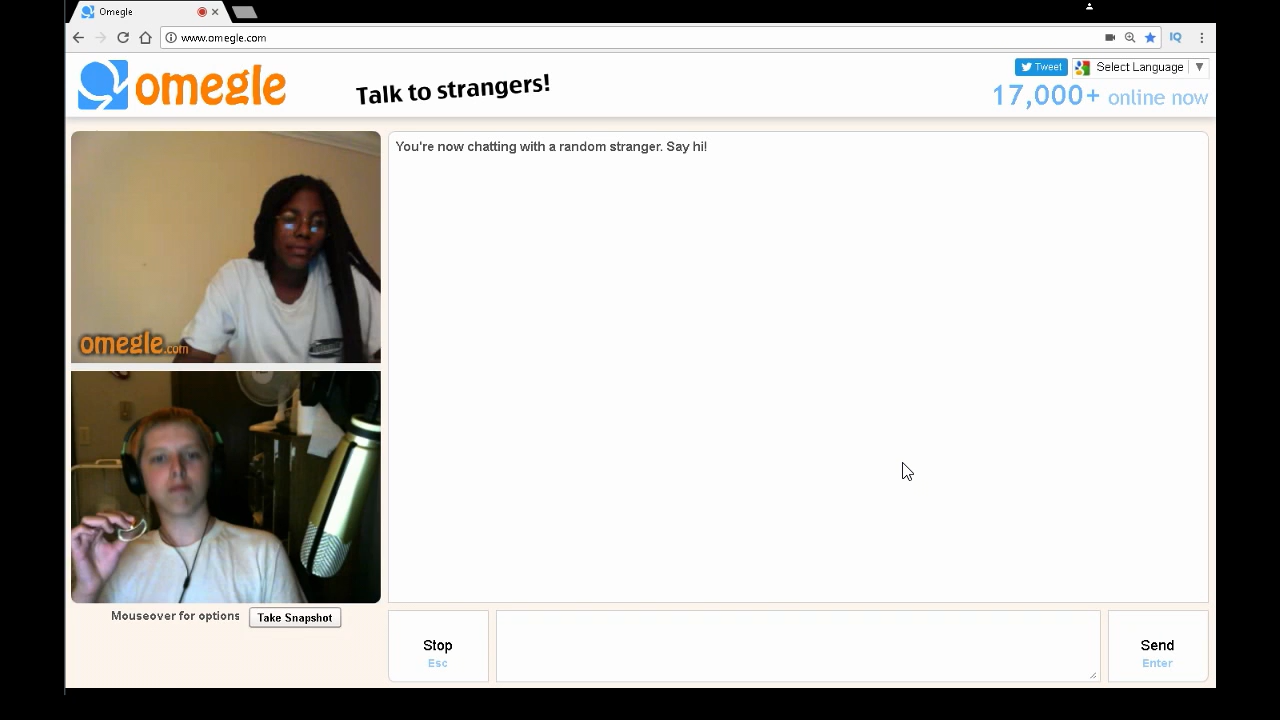 Omegle
www.omegle.com
omegle
Talk to strangers!
Tweet
Select Language
17,000+ online now
You're now chatting with a random stranger. Say hi!
omegle.com
Mouseover for options
Take Snapshot
Stop
Esc
Send
Enter
IQ